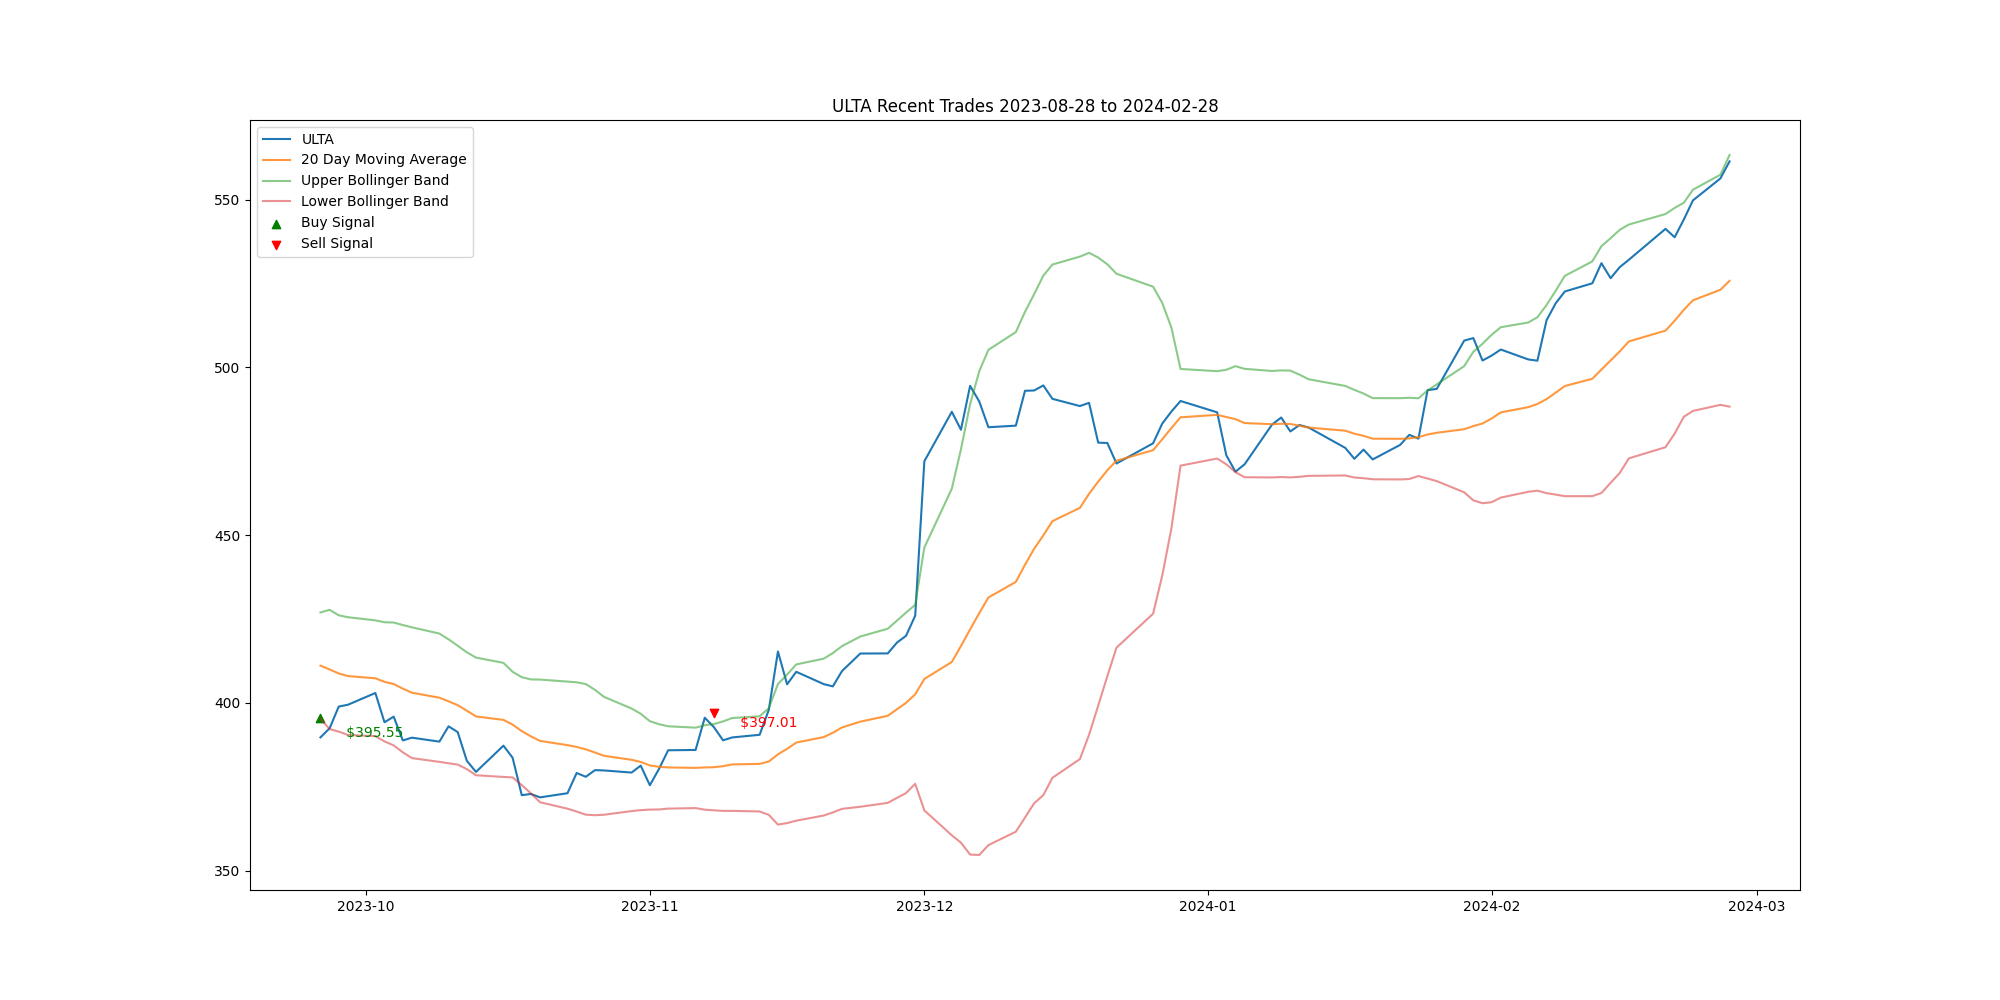 ULTA Recent Trades 2023-08-28 to 2024-02-28
ULTA
20 Day Moving Average
Upper Bollinger Band
Lower Bollinger Band
Buy Signal
Sell Signal
550
500
450
400
350
$395.55
$397.01
2023-10
2023-11
2023-12
2024-01
2024-02
2024-03